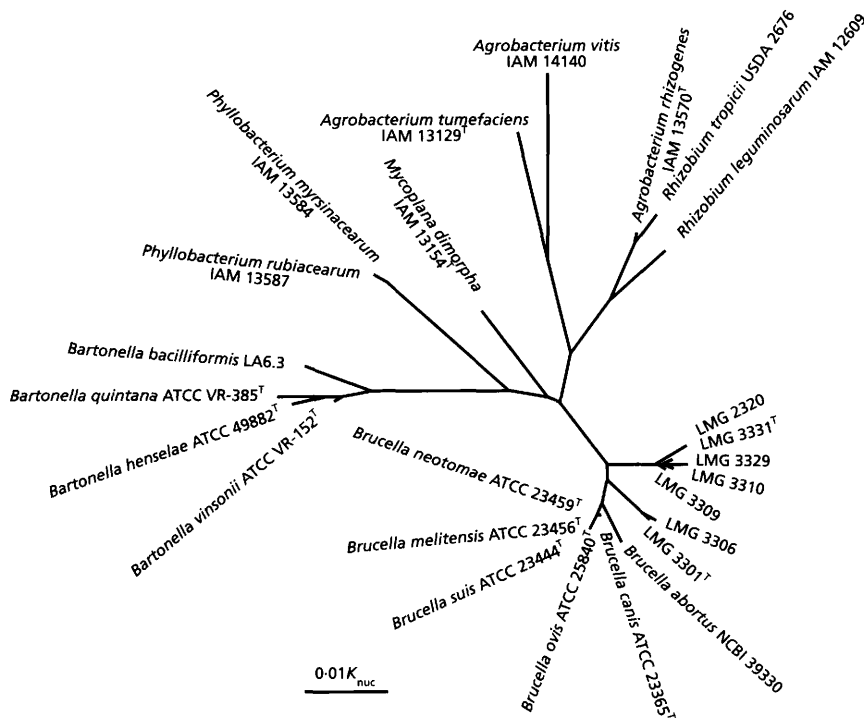 Agrobacterium vitis
IAM 14140
Agrobacterium tumefaciens
IAM 13129ᵀ
Agrobacterium rhizogenes
IAM 13570ᵀ
Rhizobium tropicii USDA 2676
Rhizobium leguminosarum IAM 12609
Phyllobacterium myrsinacearum
IAM 13584
Mycoplana dimorpha
IAM 13154ᵀ
Phyllobacterium rubiacearum
IAM 13587
Bartonella bacilliformis LA6.3
Bartonella quintana ATCC VR-385ᵀ
Bartonella henselae ATCC 49882ᵀ
Bartonella vinsonii ATCC VR-152ᵀ
LMG 2320
LMG 3331ᵀ
LMG 3329
LMG 3310
LMG 3309
LMG 3306
LMG 3301ᵀ
Brucella neotomae ATCC 23459ᵀ
Brucella melitensis ATCC 23456ᵀ
Brucella suis ATCC 23444ᵀ
Brucella ovis ATCC 25840ᵀ
Brucella canis ATCC 23365ᵀ
Brucella abortus NCBI 39330
0·01Knuc